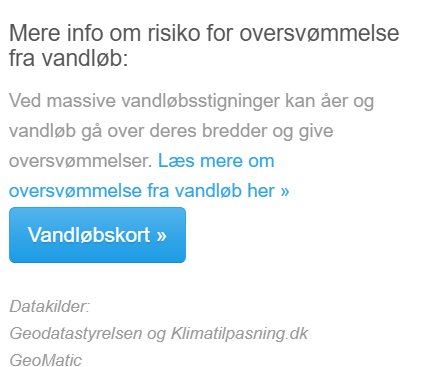 Mere info om risiko for oversvømmelse
fra vandløb:
Ved massive vandløbsstigninger kan åer og
vandløb gå over deres bredder og give
oversvømmelser. Læs mere om
oversvømmelse fra vandløb her »
Vandløbskort »
Datakilder:
Geodatastyrelsen og Klimatilpasning.dk
GeoMatic